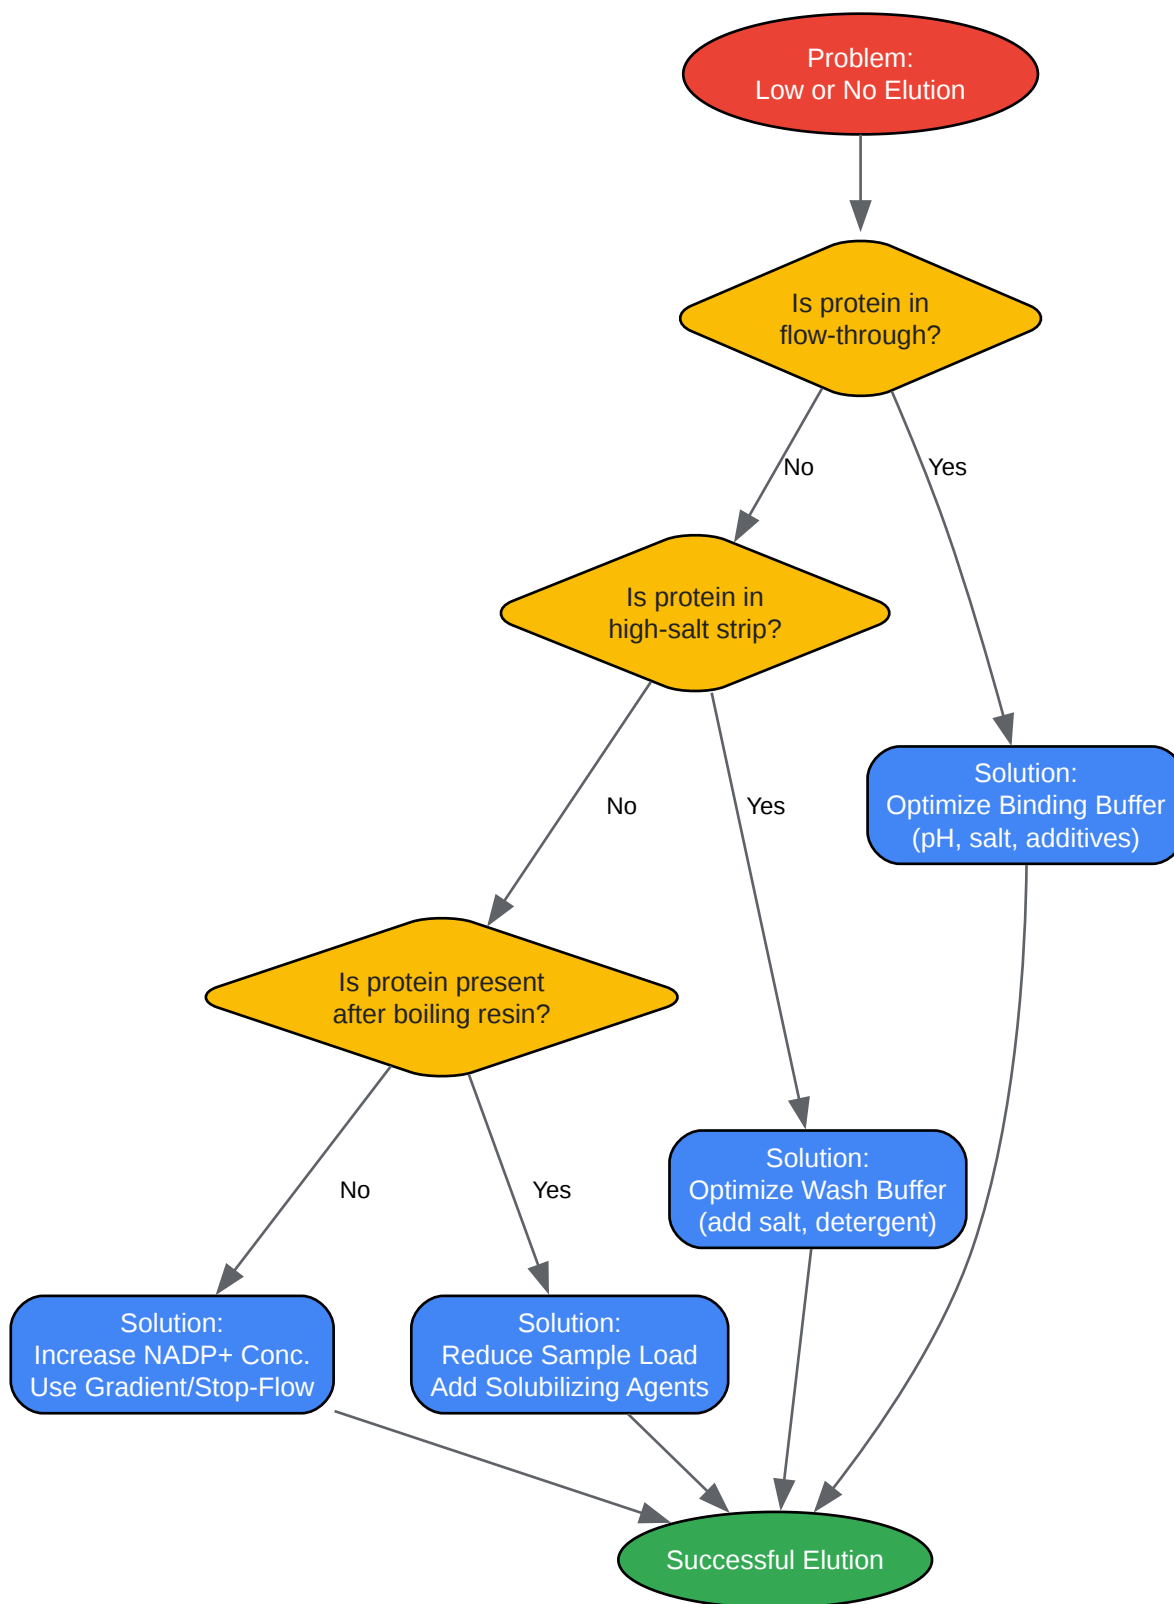 Problem:
Low or No Elution
Is protein in
flow-through?
No
Yes
Is protein in
high-salt strip?
Solution:
Optimize Binding Buffer
(pH, salt, additives)
No
Yes
Is protein present
after boiling resin?
Solution:
Optimize Wash Buffer
(add salt, detergent)
No
Yes
Solution:
Increase NADP+ Conc.
Use Gradient/Stop-Flow
Solution:
Reduce Sample Load
Add Solubilizing Agents
Successful Elution